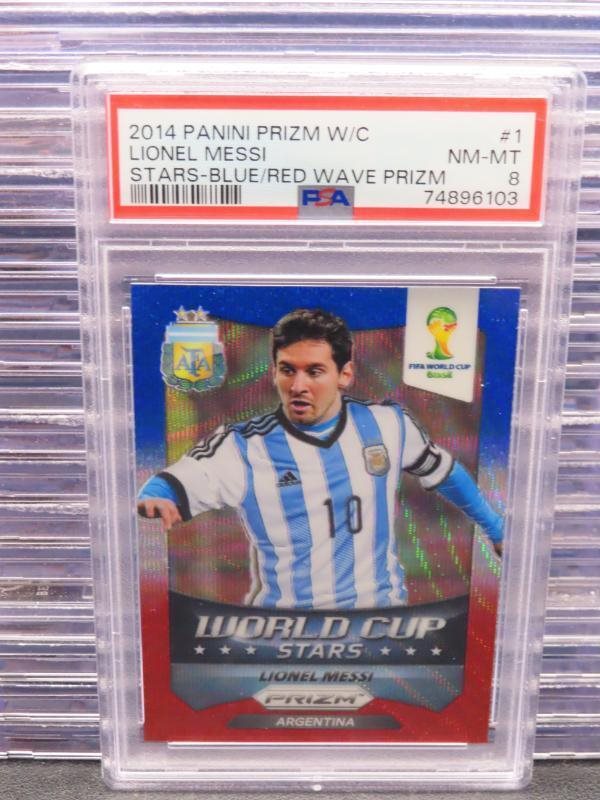 2014 PANINI PRIZM W/C #1
LIONEL MESSI NM-MT
STARS-BLUE/RED WAVE PRIZM 8
PSA 74896103
AFA
FIFA WORLD CUP
Brasil
10
WORLD CUP
★ ★ ★ STARS ★ ★ ★
LIONEL MESSI
PRIZM
ARGENTINA